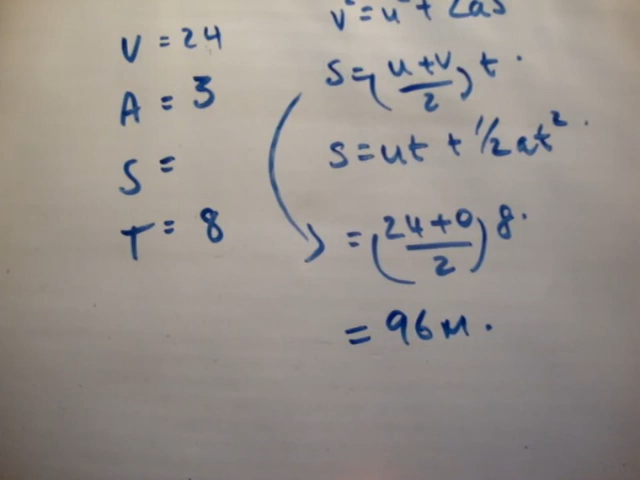 v²=u²+2as
V = 24
S=(u+v/2)t.
A = 3
S=ut+1/2at².
S =
T = 8
=(24+0/2)8.
=96m.